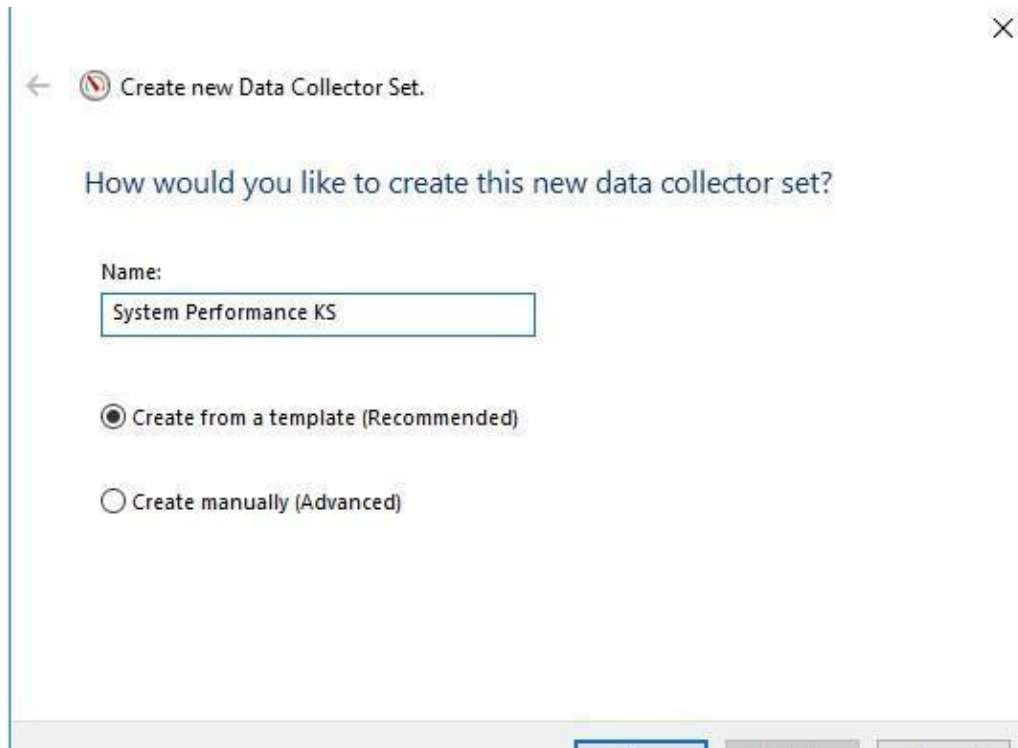 Create new Data Collector Set.
How would you like to create this new data collector set?
Name:
System Performance KS
Create from a template (Recommended)
Create manually (Advanced)